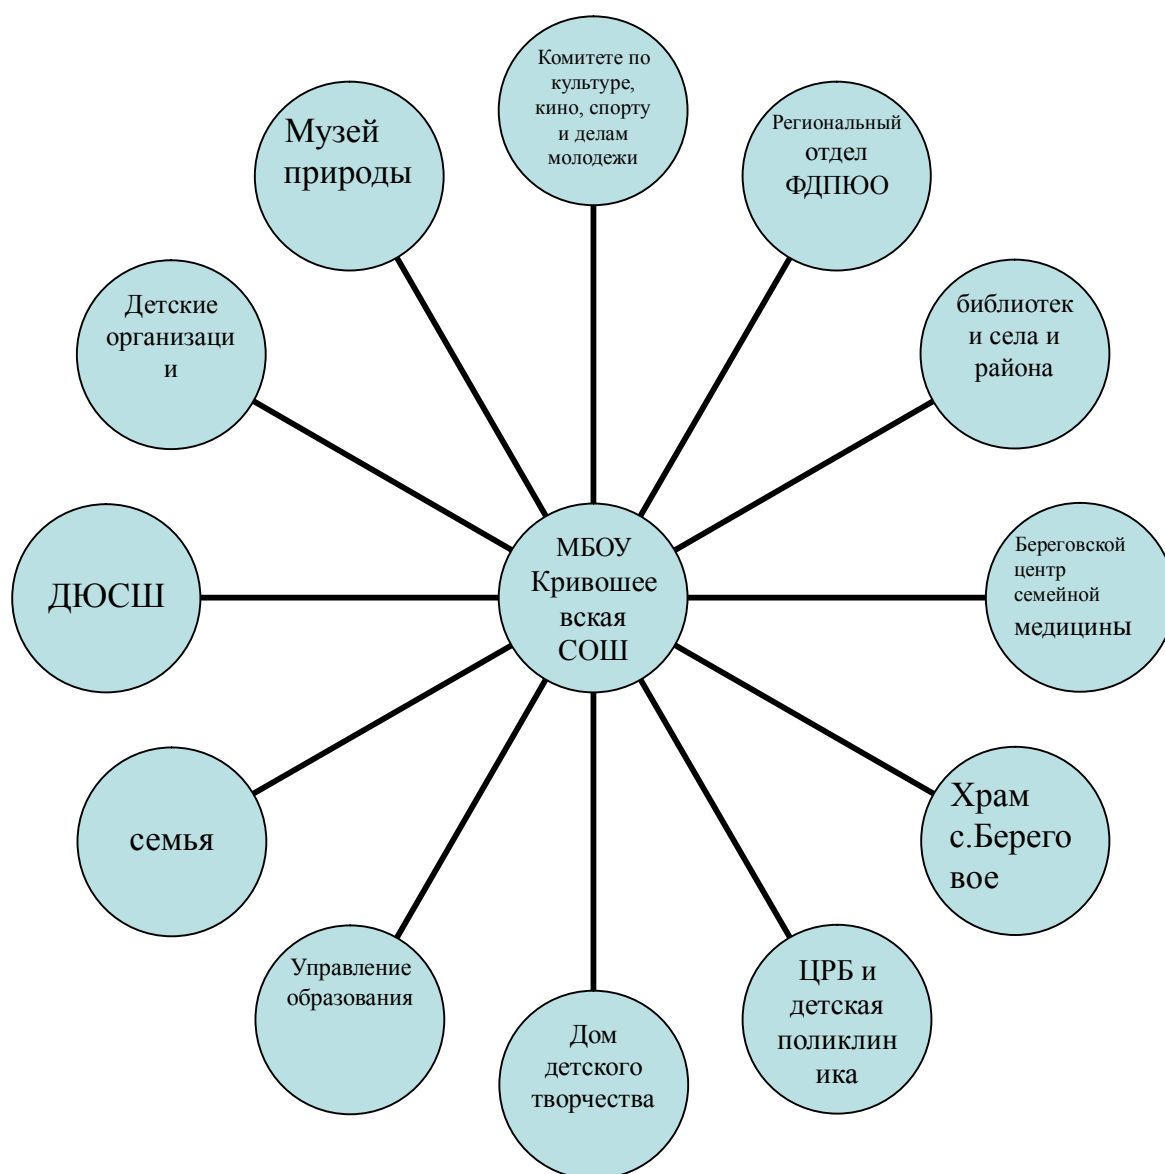 Комитете по
культуре,
кино, спорту
и делам
молодежи
Региональный
отдел
ФДПЮО
библиотек
и села и
района
Береговской
центр
семейной
медицины
Храм
с.Берего
вое
ЦРБ и
детская
поликлин
ика
Дом
детского
творчества
Управление
образования
семья
ДЮСШ
Детские
организаци
и
Музей
природы
МБОУ
Кривошее
вская
СОШ